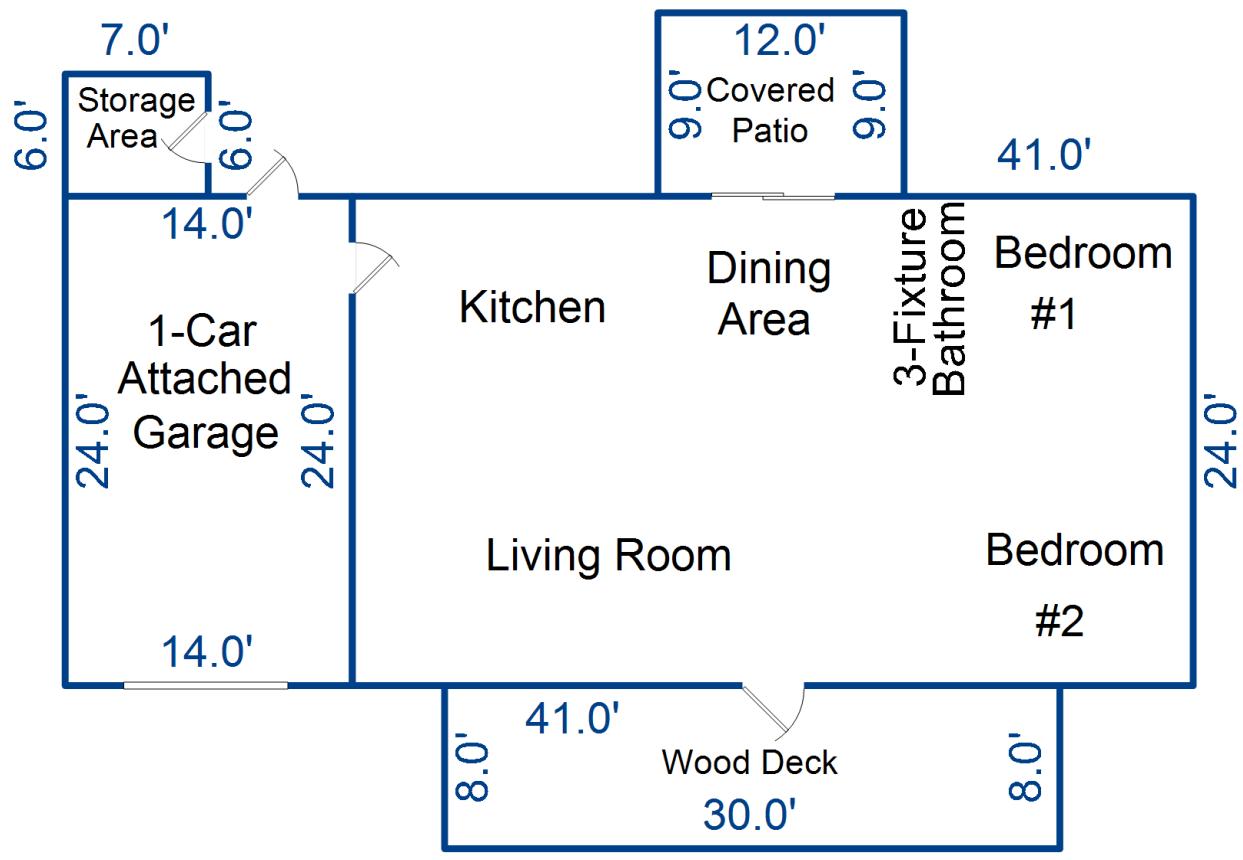 7.0'
12.0'
Storage
Area
6.0'
6.0'
9.0'
Covered
Patio
9.0'
41.0'
14.0'
3-Fixture
Bathroom
Bedroom
#1
Dining
Area
Kitchen
1-Car
Attached
Garage
24.0'
24.0'
24.0'
Living Room
Bedroom
#2
14.0'
41.0'
8.0'
Wood Deck
8.0'
30.0'